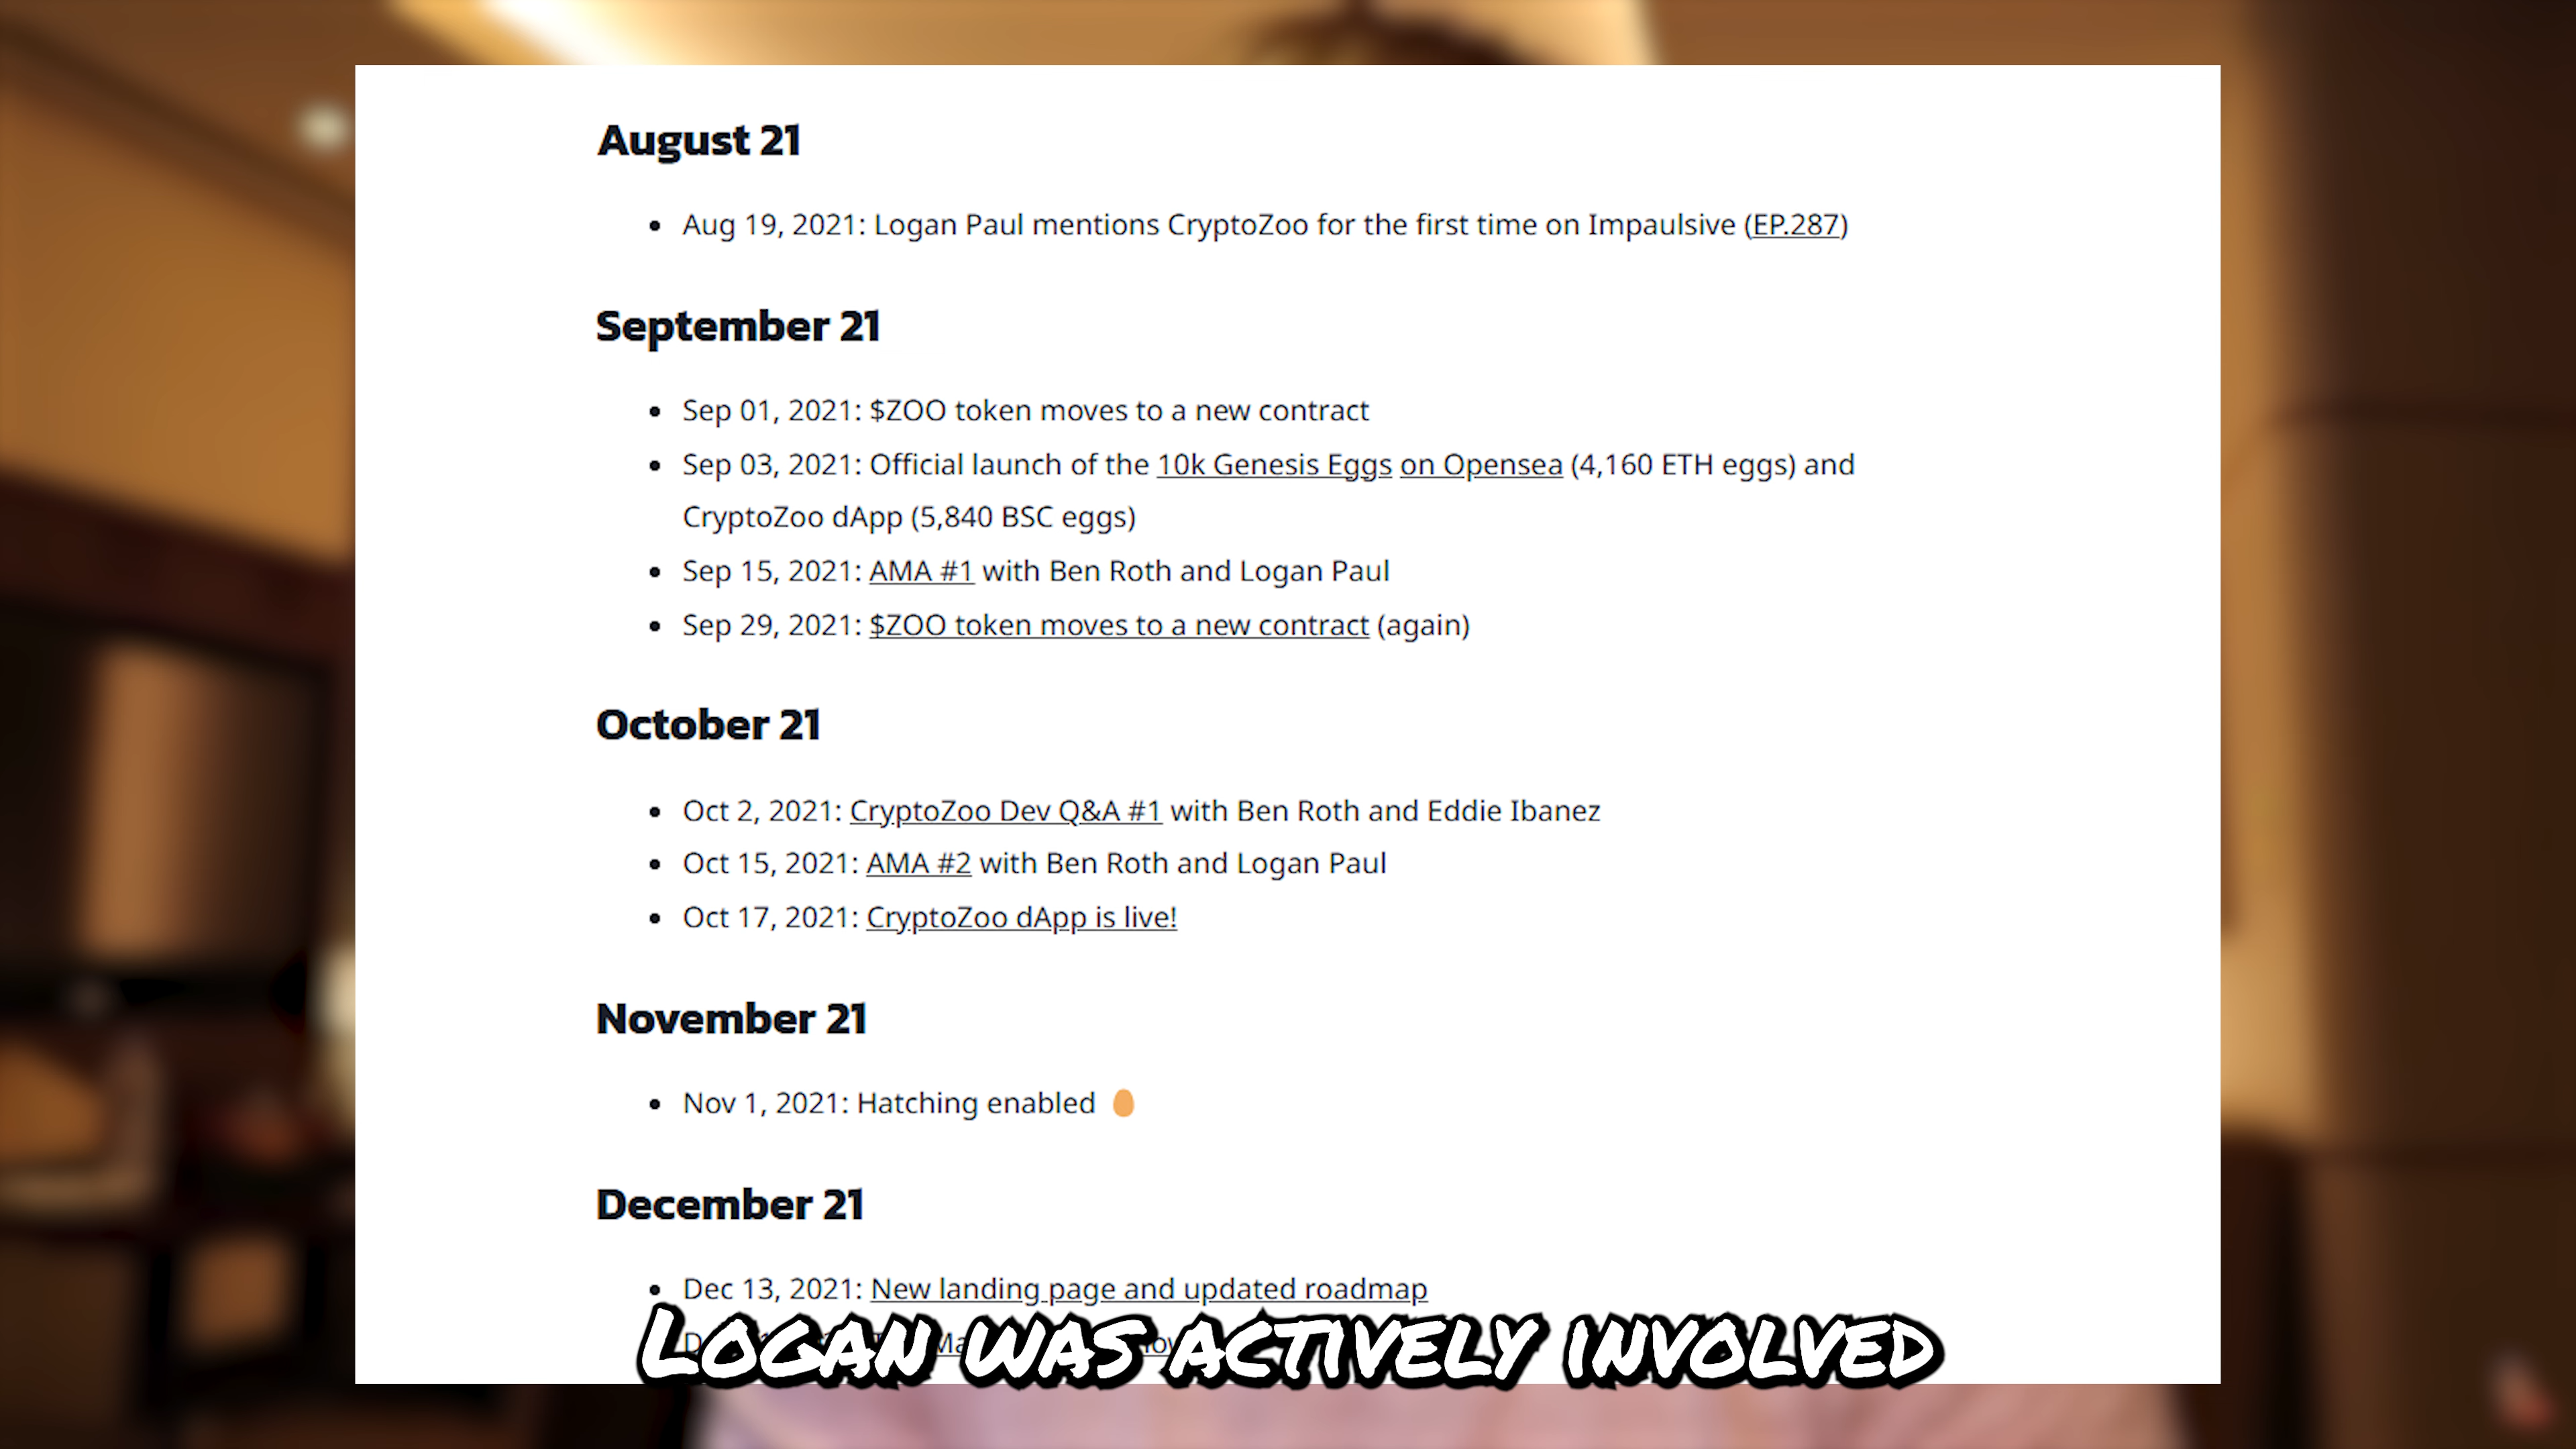 August 21
• Aug 19, 2021: Logan Paul mentions CryptoZoo for the first time on Impaulsive (EP.287)
September 21
• Sep 01, 2021: $ZOO token moves to a new contract
• Sep 03, 2021: Official launch of the 10k Genesis Eggs on Opensea (4,160 ETH eggs) and
CryptoZoo dApp (5,840 BSC eggs)
• Sep 15, 2021: AMA #1 with Ben Roth and Logan Paul
• Sep 29, 2021: $ZOO token moves to a new contract (again)
October 21
• Oct 2, 2021: CryptoZoo Dev Q&A #1 with Ben Roth and Eddie Ibanez
• Oct 15, 2021: AMA #2 with Ben Roth and Logan Paul
• Oct 17, 2021: CryptoZoo dApp is live!
November 21
• Nov 1, 2021: Hatching enabled
December 21
• Dec 13, 2021: New landing page and updated roadmap
LOGAN WAS ACTIVELY INVOLVED